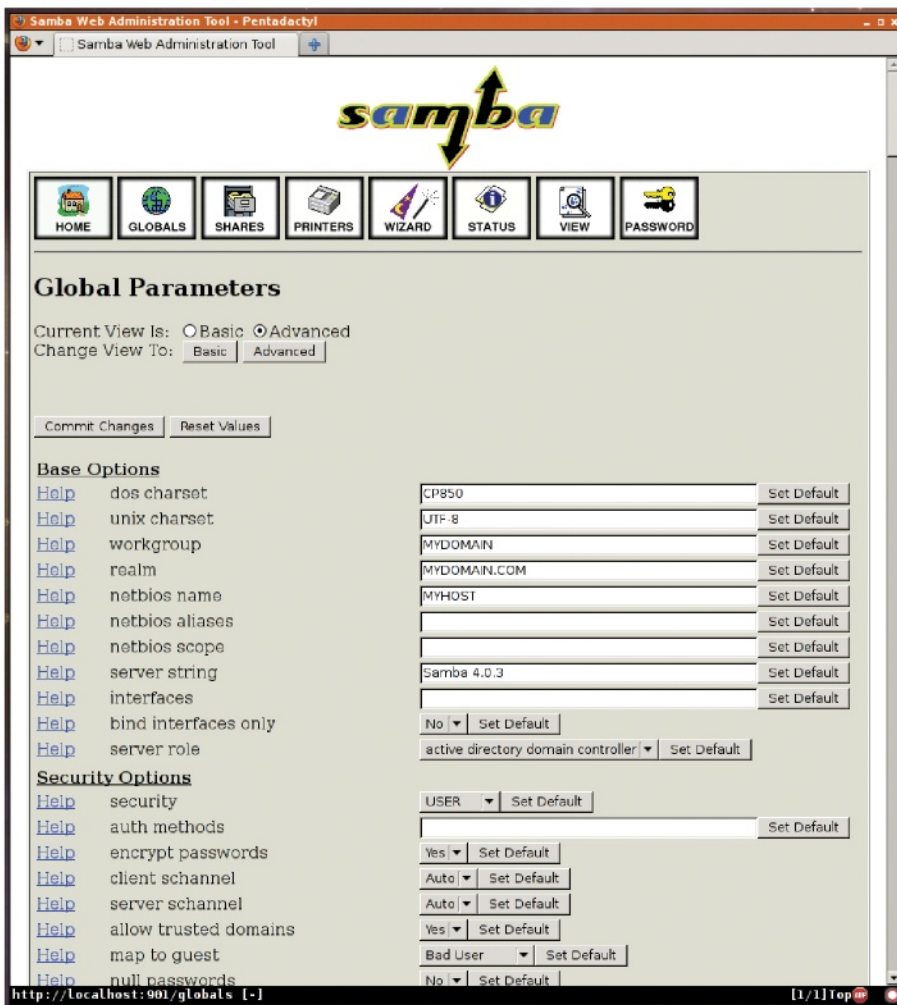 Samba Web Administration Tool - Pentadactyl
Samba Web Administration Tool
samba
HOME GLOBALS SHARES PRINTERS WIZARD STATUS VIEW PASSWORD
Global Parameters
Current View Is: Basic Advanced
Change View To: Basic Advanced
Commit Changes Reset Values
Base Options
Help dos charset CP850 Set Default
Help unix charset UTF-8 Set Default
Help workgroup MYDOMAIN Set Default
Help realm MYDOMAIN.COM Set Default
Help netbios name MYHOST Set Default
Help netbios aliases Set Default
Help netbios scope Set Default
Help server string Samba 4.0.3 Set Default
Help interfaces Set Default
Help bind interfaces only No Set Default
Help server role active directory domain controller Set Default
Security Options
Help security USER Set Default
Help auth methods Set Default
Help encrypt passwords Yes Set Default
Help client schannel Auto Set Default
Help server schannel Auto Set Default
Help allow trusted domains Yes Set Default
Help map to guest Bad User Set Default
Help null passwords No Set Default
http://localhost:901/globals [-] [1/1]Top